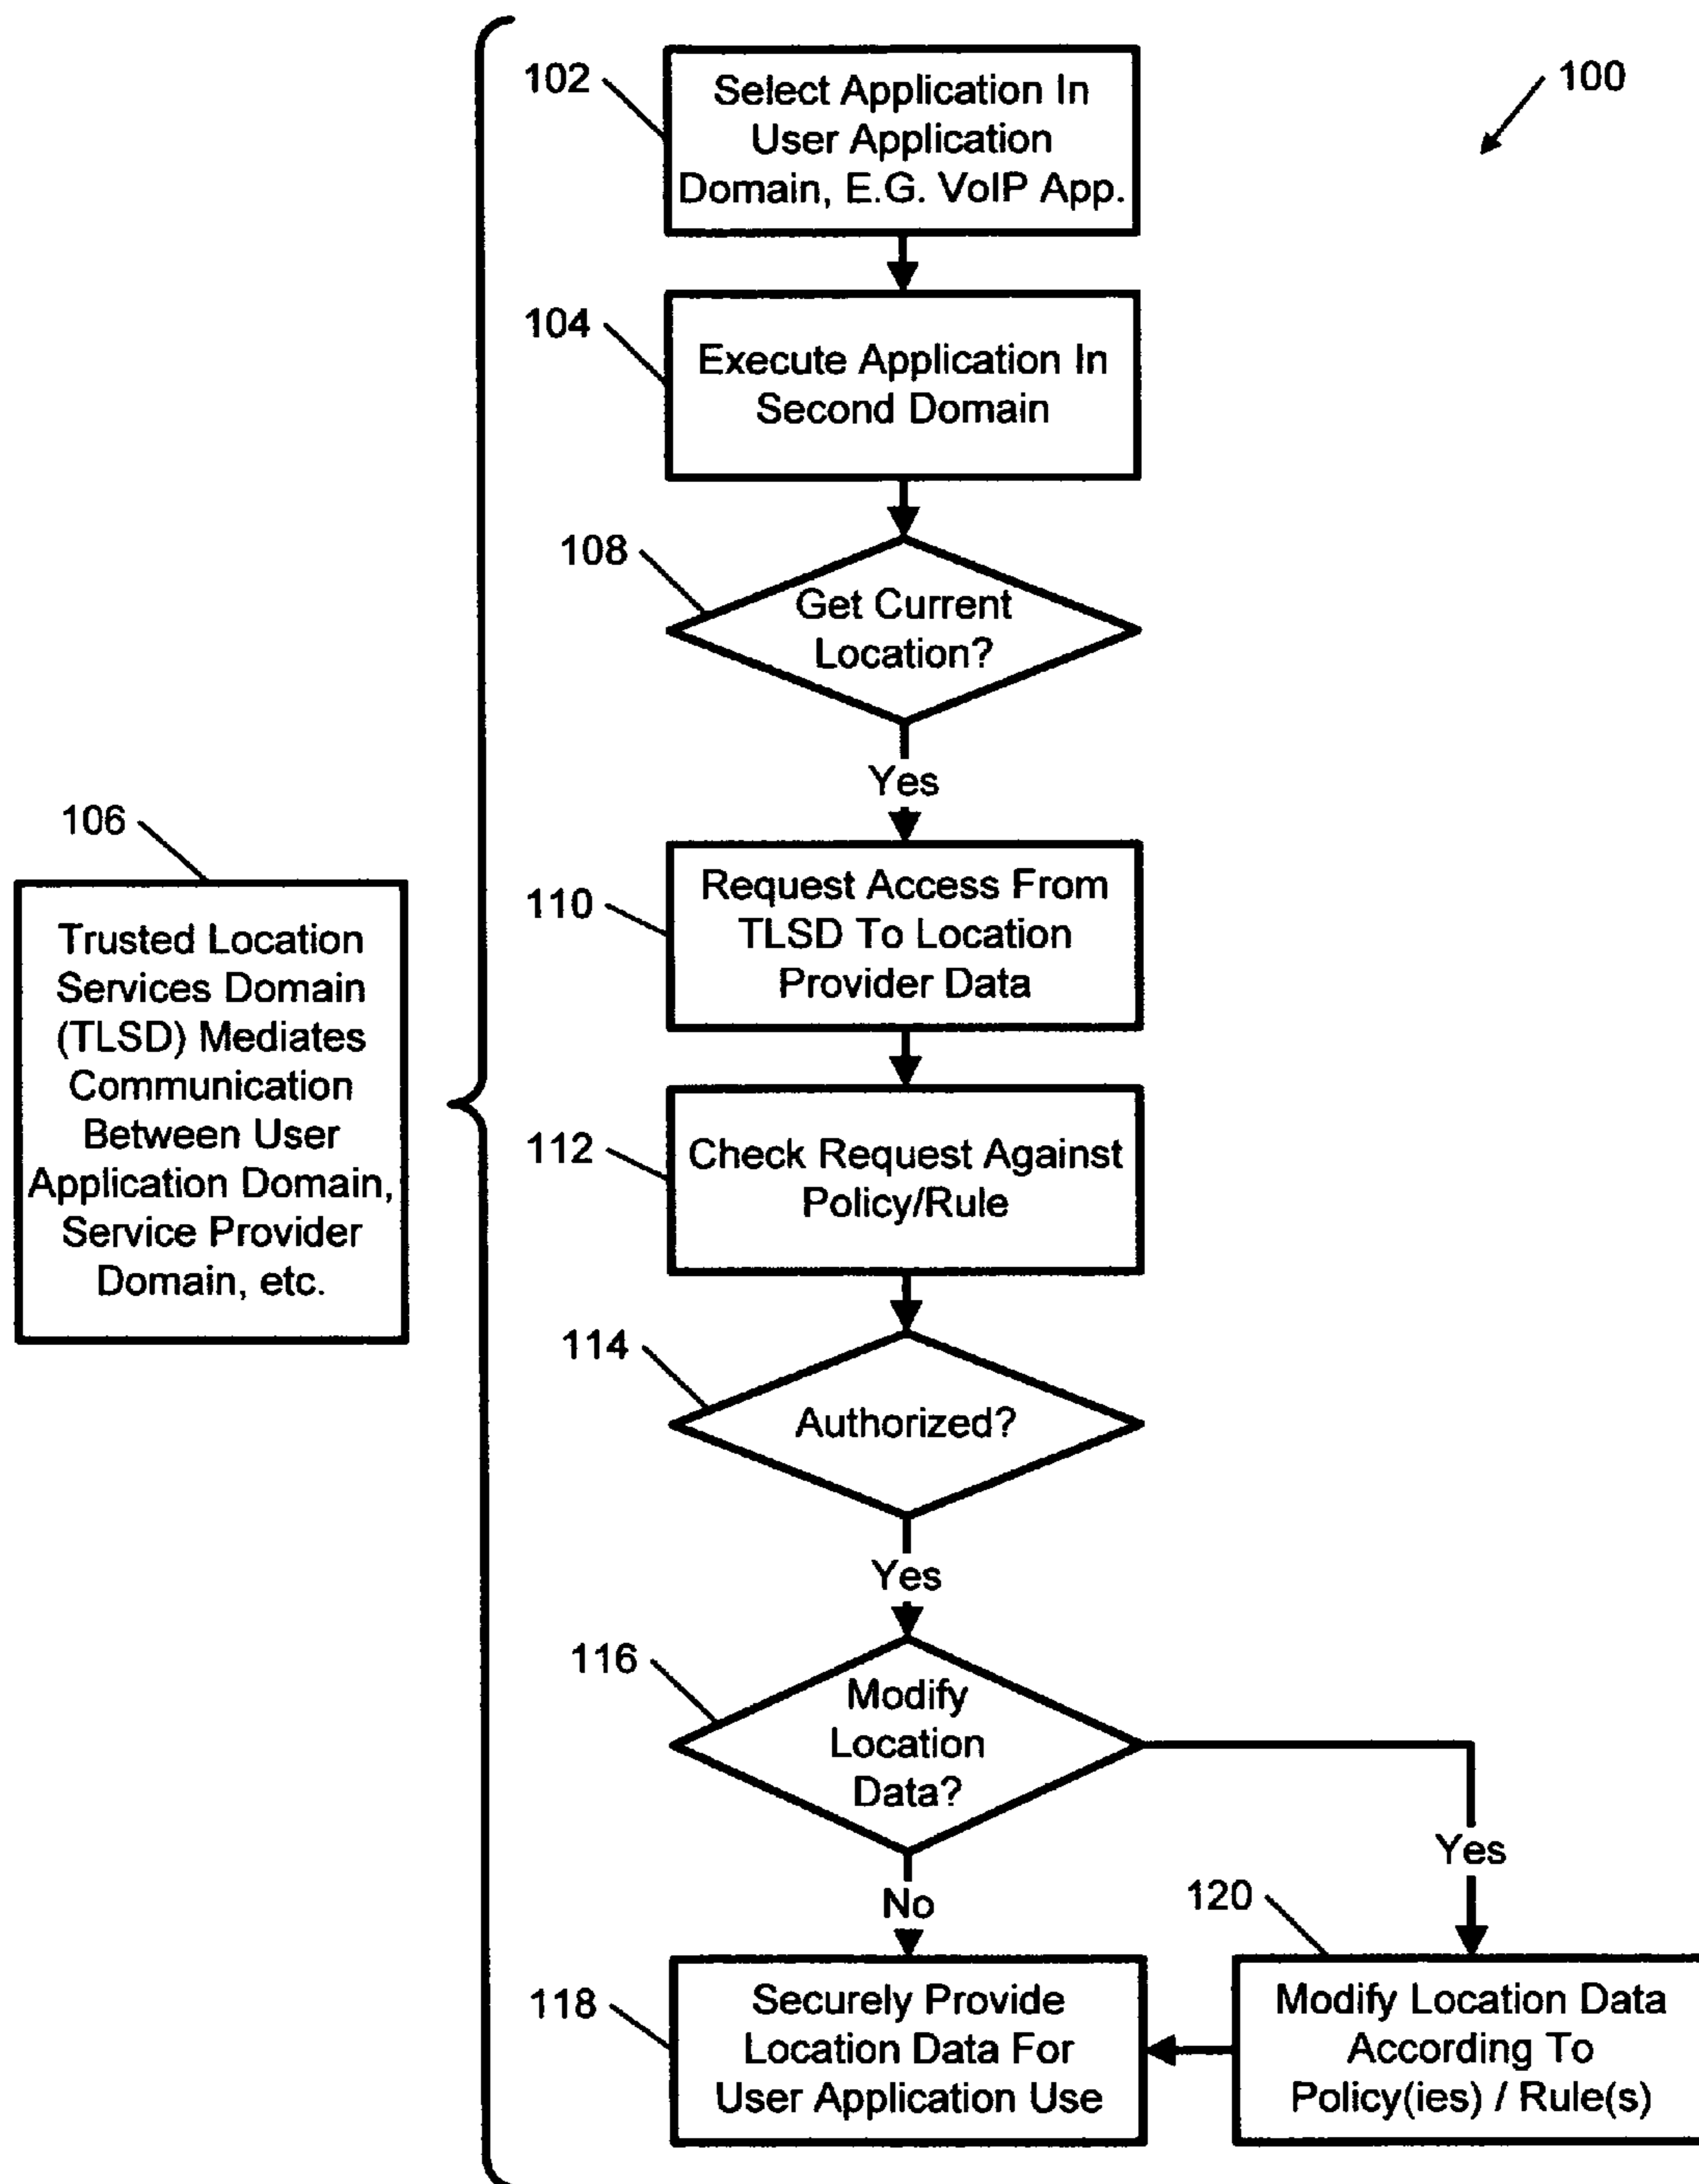 100
102
Select Application In
User Application
Domain, E.G. VoIP App.
104
Execute Application In
Second Domain
108
Get Current
Location?
Yes
106
Trusted Location
Services Domain
(TLSD) Mediates
Communication
Between User
Application Domain,
Service Provider
Domain, etc.
110
Request Access From
TLSD To Location
Provider Data
112
Check Request Against
Policy/Rule
114
Authorized?
Yes
116
Modify
Location
Data?
Yes
No
118
Securely Provide
Location Data For
User Application Use
120
Modify Location Data
According To
Policy(ies) / Rule(s)